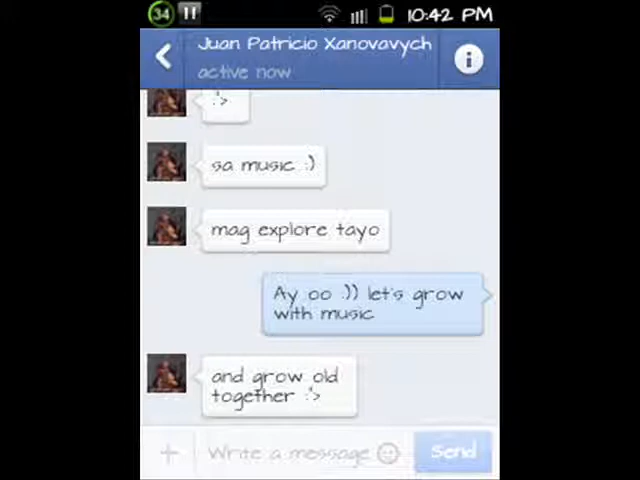 34
10:42 PM
Juan Patricio Xanovavych
active now
:'>
sa music :)
mag explore tayo
Ay oo :)) let's grow
with music
and grow old
together :'>
Write a message
Send